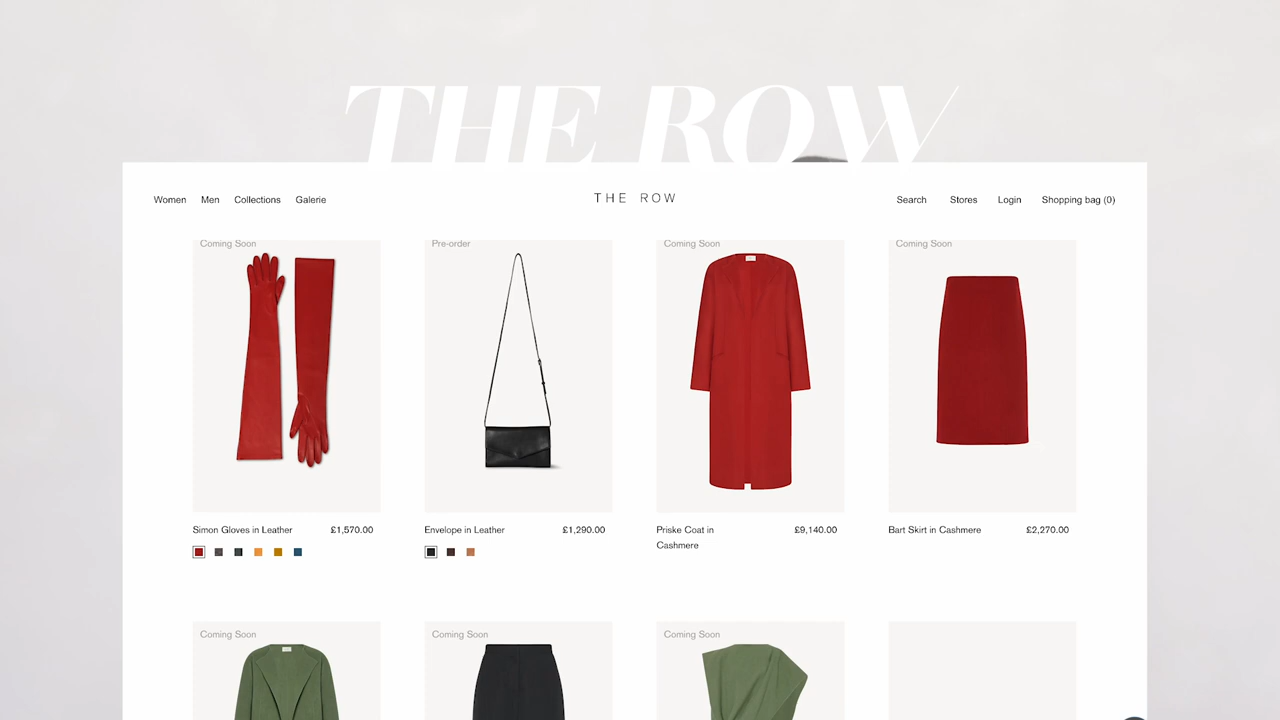 THE ROW
Women Men Collections Galerie
THE ROW
Search Stores Login Shopping bag (0)
Coming Soon
Pre-order
Coming Soon
Coming Soon
Simon Gloves in Leather £1,570.00
Envelope in Leather £1,290.00
Priske Coat in £9,140.00
Cashmere
Bart Skirt in Cashmere £2,270.00
Coming Soon
Coming Soon
Coming Soon